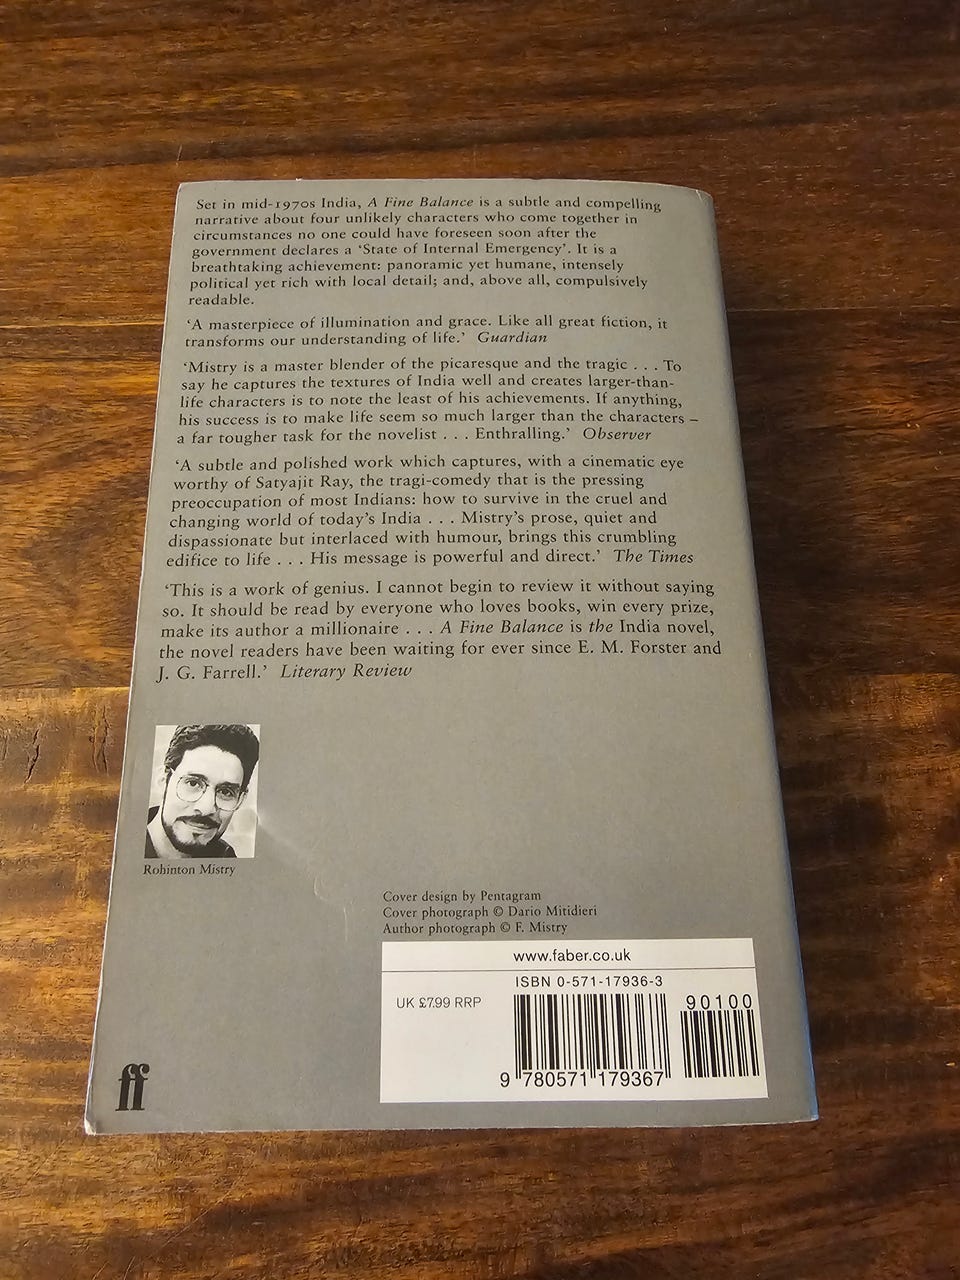 Set in mid-1970s India, A Fine Balance is a subtle and compelling
narrative about four unlikely characters who come together in
circumstances no one could have foreseen soon after the
government declares a ‘State of Internal Emergency’. It is a
breathtaking achievement: panoramic yet humane, intensely
political yet rich with local detail; and, above all, compulsively
readable.
‘A masterpiece of illumination and grace. Like all great fiction, it
transforms our understanding of life.’ Guardian
‘Mistry is a master blender of the picaresque and the tragic . . . To
say he captures the textures of India well and creates larger-than-
life characters is to note the least of his achievements. If anything,
his success is to make life seem so much larger than the characters –
a far tougher task for the novelist . . . Enthralling.’ Observer
‘A subtle and polished work which captures, with a cinematic eye
worthy of Satyajit Ray, the tragi-comedy that is the pressing
preoccupation of most Indians: how to survive in the cruel and
changing world of today’s India . . . Mistry’s prose, quiet and
dispassionate but interlaced with humour, brings this crumbling
edifice to life . . . His message is powerful and direct.’ The Times
‘This is a work of genius. I cannot begin to review it without saying
so. It should be read by everyone who loves books, win every prize,
make its author a millionaire . . . A Fine Balance is the India novel,
the novel readers have been waiting for ever since E. M. Forster and
J. G. Farrell.’ Literary Review
Rohinton Mistry
Cover design by Pentagram
Cover photograph © Dario Mitidieri
Author photograph © F. Mistry
www.faber.co.uk
ISBN 0-571-17936-3
UK £7.99 RRP
90100
9 780571 179367
ff